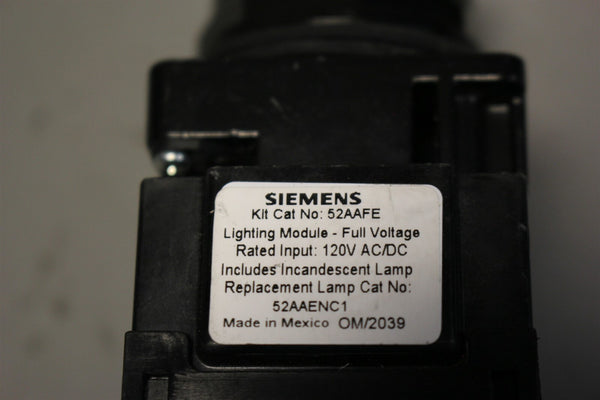 SIEMENS
Kit Cat No: 52AAFE
Lighting Module - Full Voltage
Rated Input: 120V AC/DC
Includes Incandescent Lamp
Replacement Lamp Cat No:
52AAENC1
Made in Mexico OM/2039